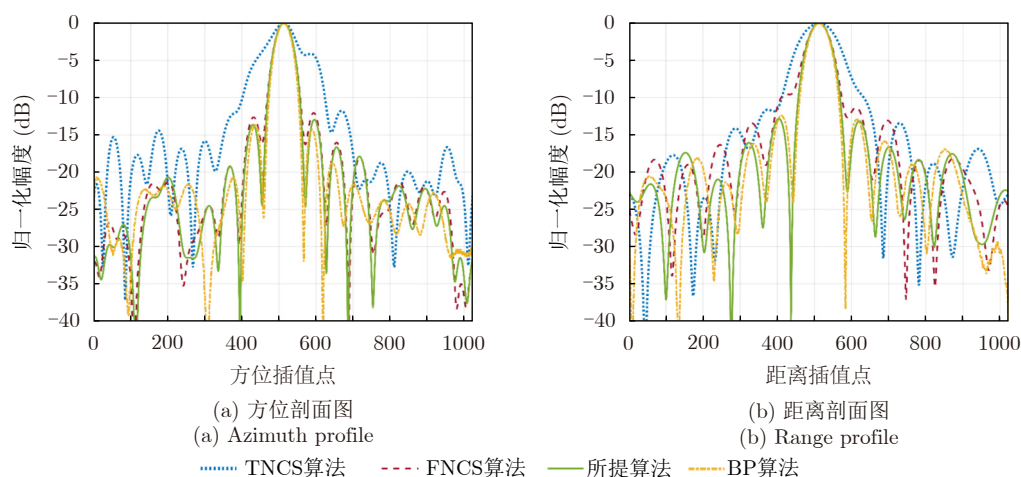 0
−5
−10
−15
−20
−25
−30
−35
−40
归一化幅度 (dB)
0 200 400 600 800 1000
方位插值点
(a) 方位剖面图
(a) Azimuth profile
0
−5
−10
−15
−20
−25
−30
−35
−40
归一化幅度 (dB)
0 200 400 600 800 1000
距离插值点
(b) 距离剖面图
(b) Range profile
TNCS算法 FNCS算法 所提算法 BP算法